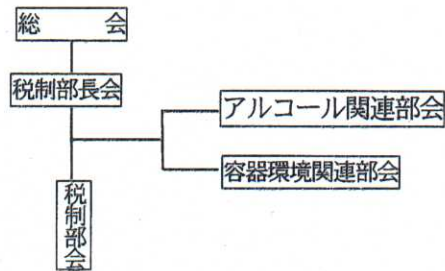 総　　会
税制部長会
アルコール関連部会
容器環境関連部会
税制部会